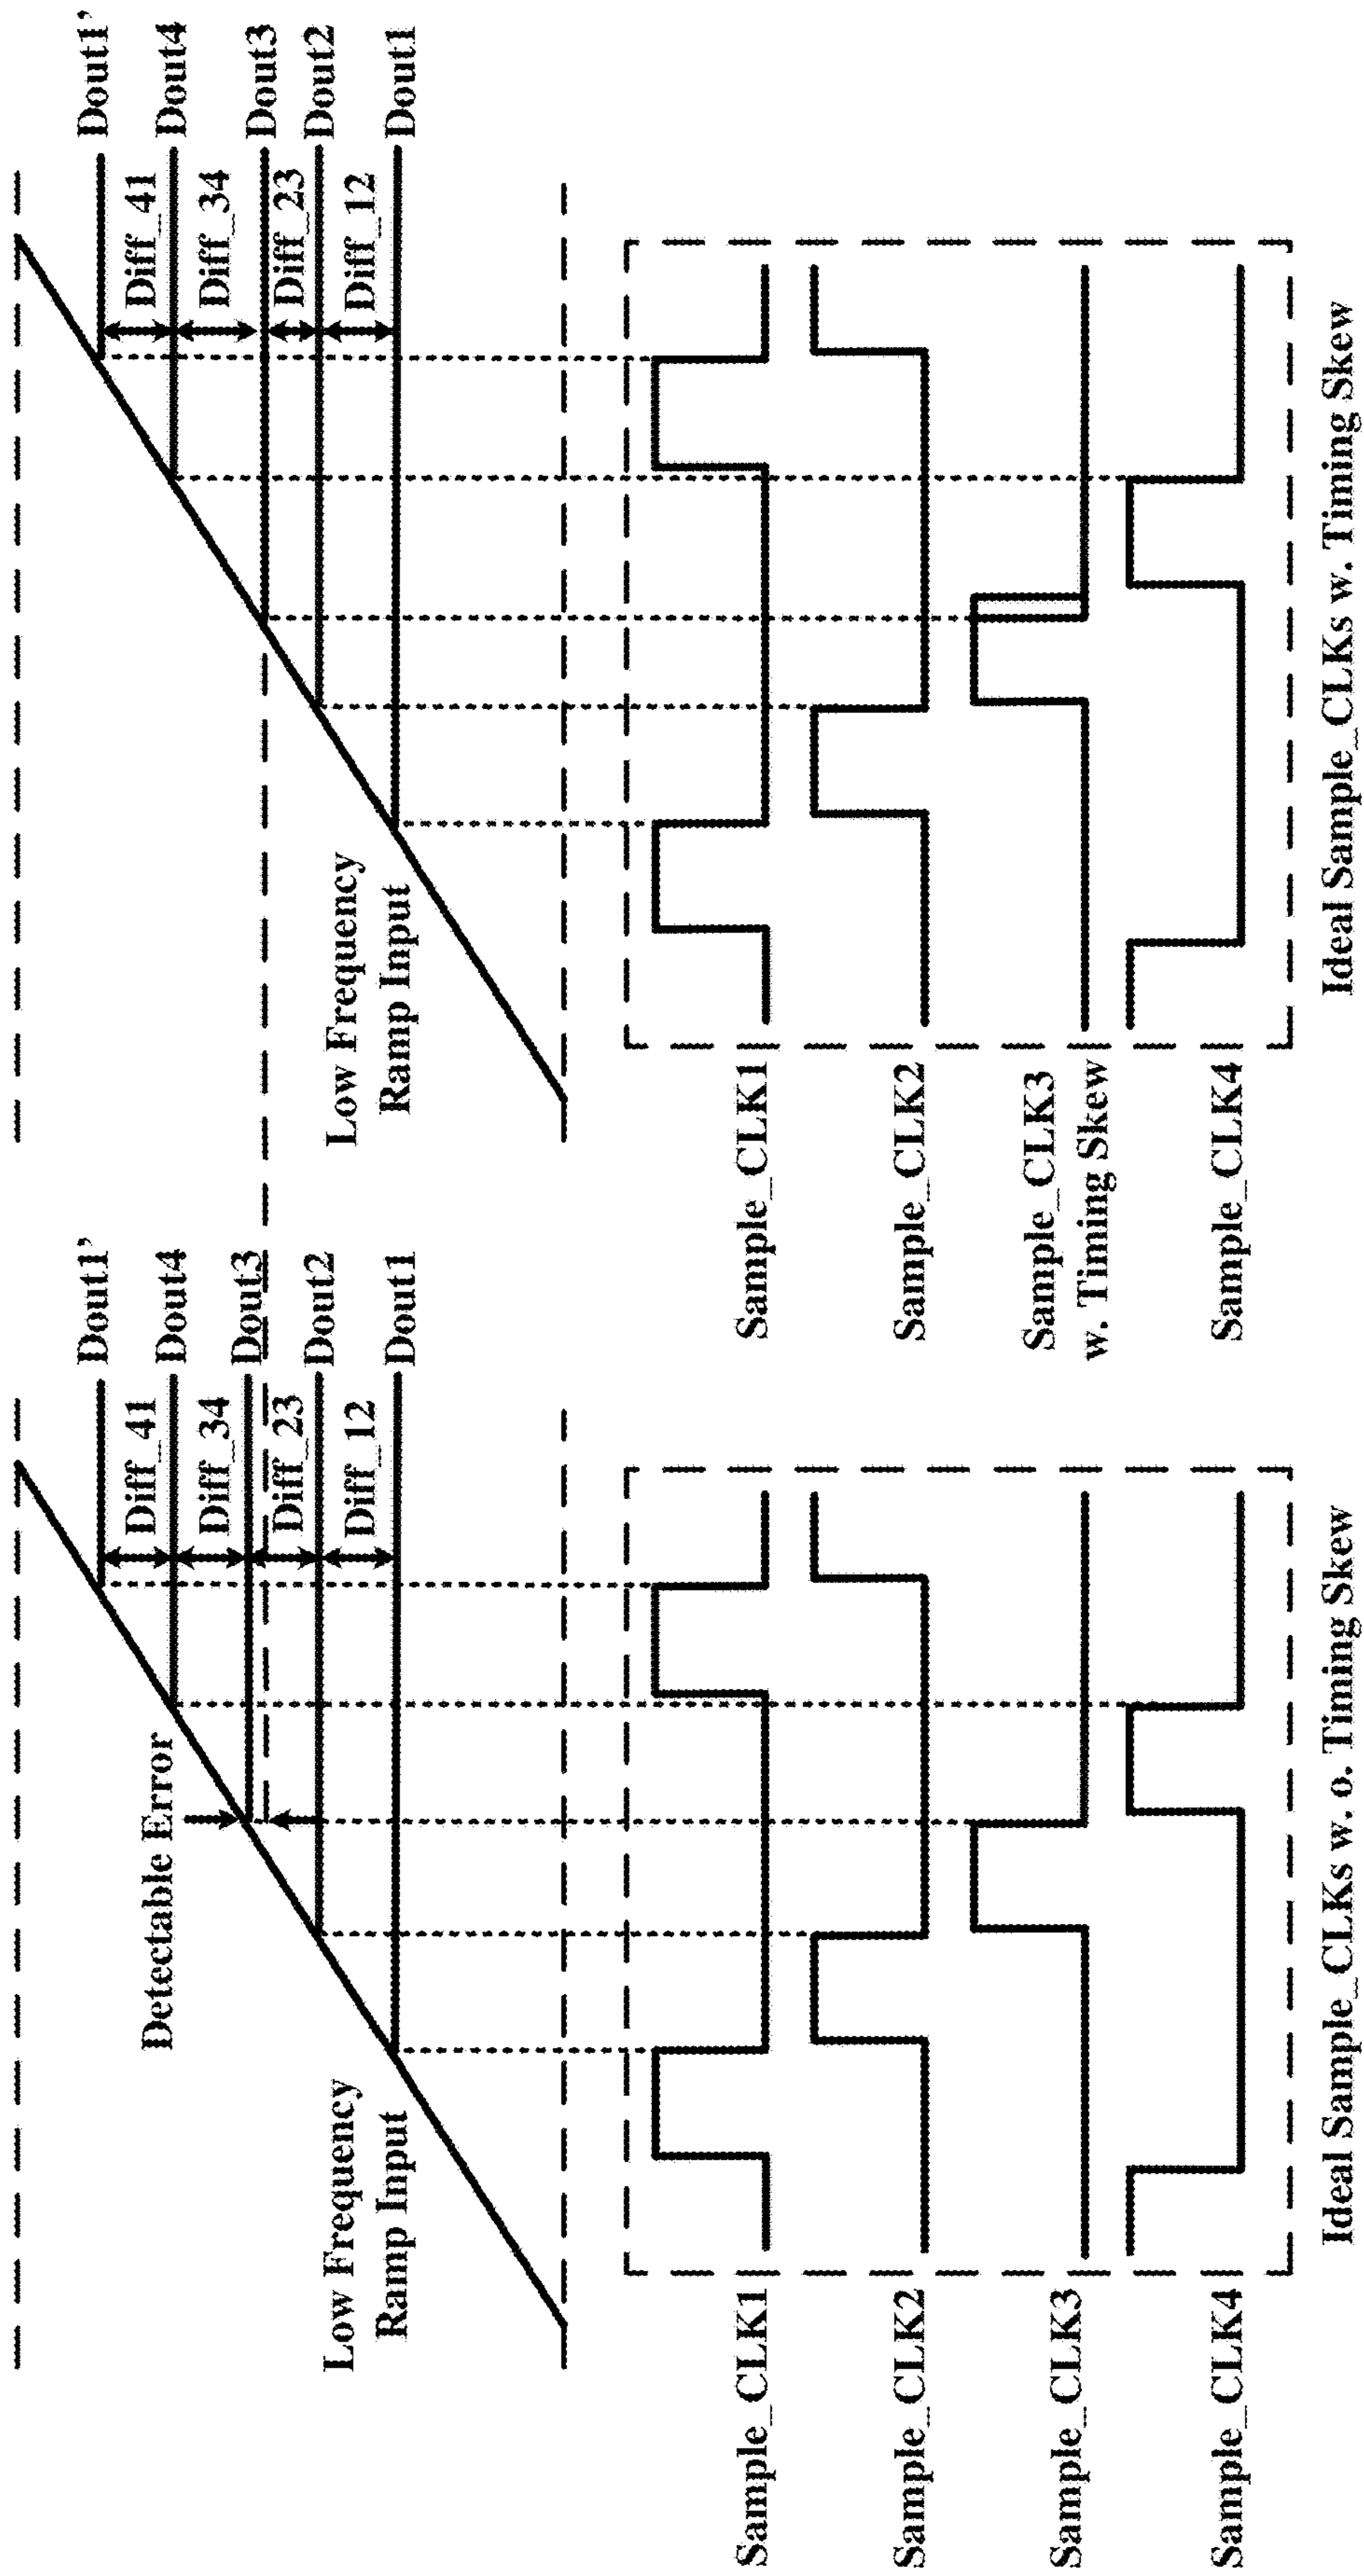 Detectable Error
Low Frequency
Ramp Input
Dout1'
Dout4
Dout3
Dout2
Dout1
Diff_41
Diff_34
Diff_23
Diff_12
Sample_CLK1
Sample_CLK2
Sample_CLK3
Sample_CLK4
Ideal Sample_CLKs w. o. Timing Skew
Low Frequency
Ramp Input
Dout1'
Dout4
Dout3
Dout2
Dout1
Diff_41
Diff_34
Diff_23
Diff_12
Sample_CLK1
Sample_CLK2
Sample_CLK3
w. Timing Skew
Sample_CLK4
Ideal Sample_CLKs w. Timing Skew